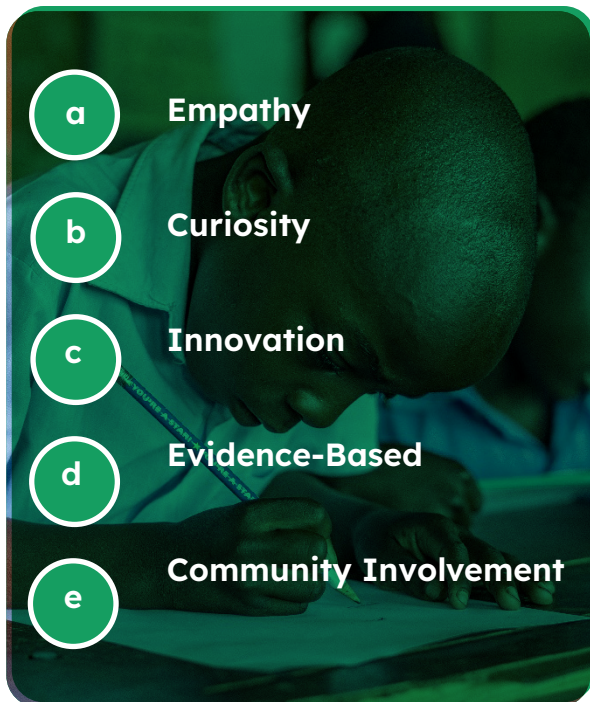 a Empathy
b Curiosity
c Innovation
d Evidence-Based
e Community Involvement